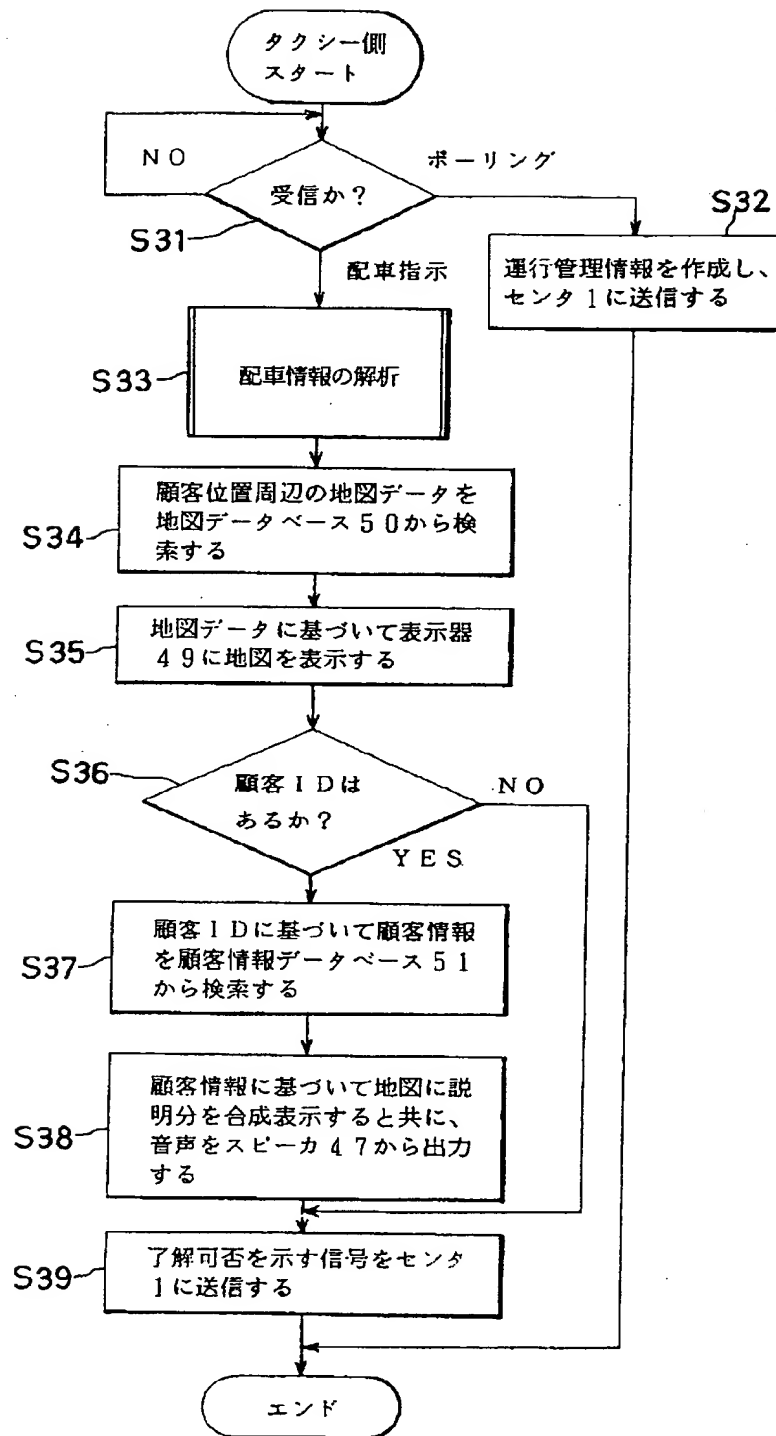 タクシー側
スタート
NO
ポーリング
受信か?
S31
S32
配車指示
運行管理情報を作成し、
センタ1に送信する
S33
配車情報の解析
S34
顧客位置周辺の地図データを
地図データベース50から検
索する
S35
地図データに基づいて表示器
49に地図を表示する
S36
顧客IDは
あるか?
NO
YES
S37
顧客IDに基づいて顧客情報
を顧客情報データベース51
から検索する
S38
顧客情報に基づいて地図に説
明分を合成表示すると共に、
音声をスピーカ47から出力
する
S39
了解可否を示す信号をセンタ
1に送信する
エンド